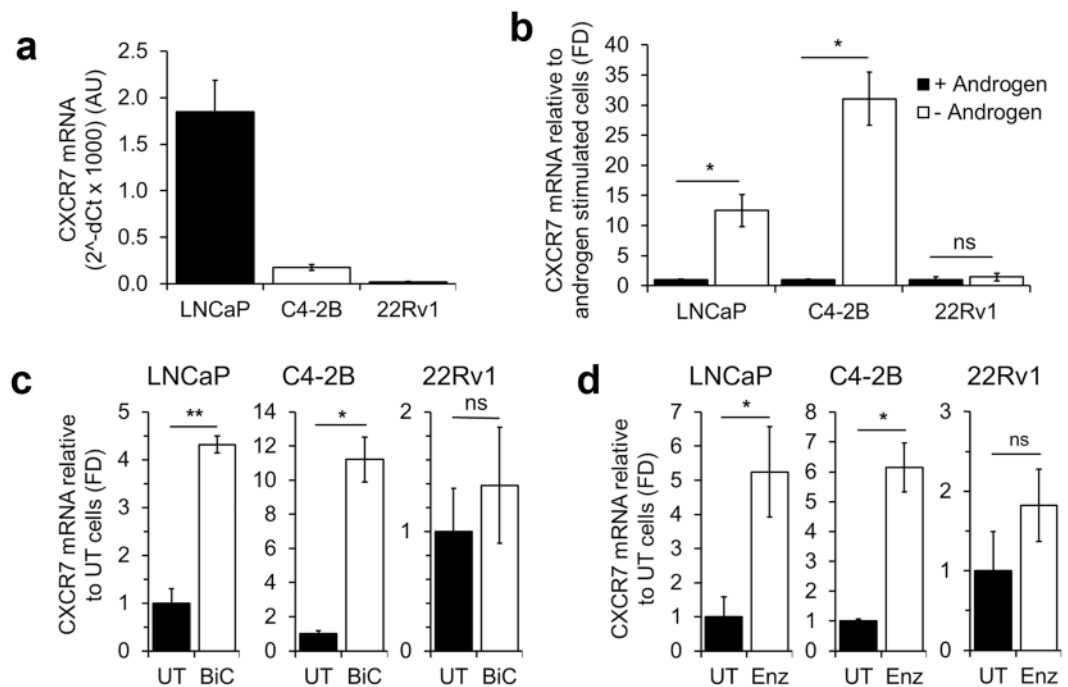 a
CXCR7 mRNA
(2^-dCt x 1000) (AU)
2.5
2.0
1.5
1.0
0.5
0.0
LNCaP C4-2B 22Rv1
b
CXCR7 mRNA relative to
androgen stimulated cells (FD)
40
35
30
25
20
15
10
5
0
*
*
ns
+ Androgen
- Androgen
LNCaP C4-2B 22Rv1
c
CXCR7 mRNA relative
to UT cells (FD)
LNCaP
5
4
3
2
1
0
**
UT BiC
C4-2B
14
12
10
8
6
4
2
0
*
UT BiC
22Rv1
2
1
0
ns
UT BiC
d
CXCR7 mRNA relative
to UT cells (FD)
LNCaP
7
6
5
4
3
2
1
0
*
UT Enz
C4-2B
8
7
6
5
4
3
2
1
0
*
UT Enz
22Rv1
3
2
1
0
ns
UT Enz